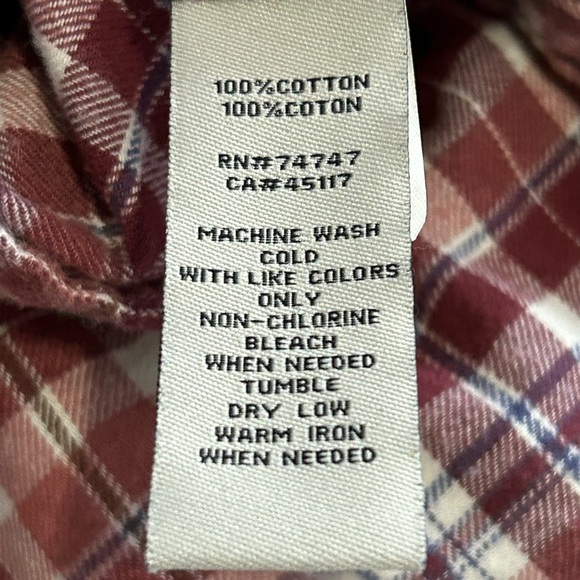 100%COTTON
100%COTON
RN#74747
CA#45117
MACHINE WASH
COLD
WITH LIKE COLORS
ONLY
NON-CHLORINE
BLEACH
WHEN NEEDED
TUMBLE
DRY LOW
WARM IRON
WHEN NEEDED